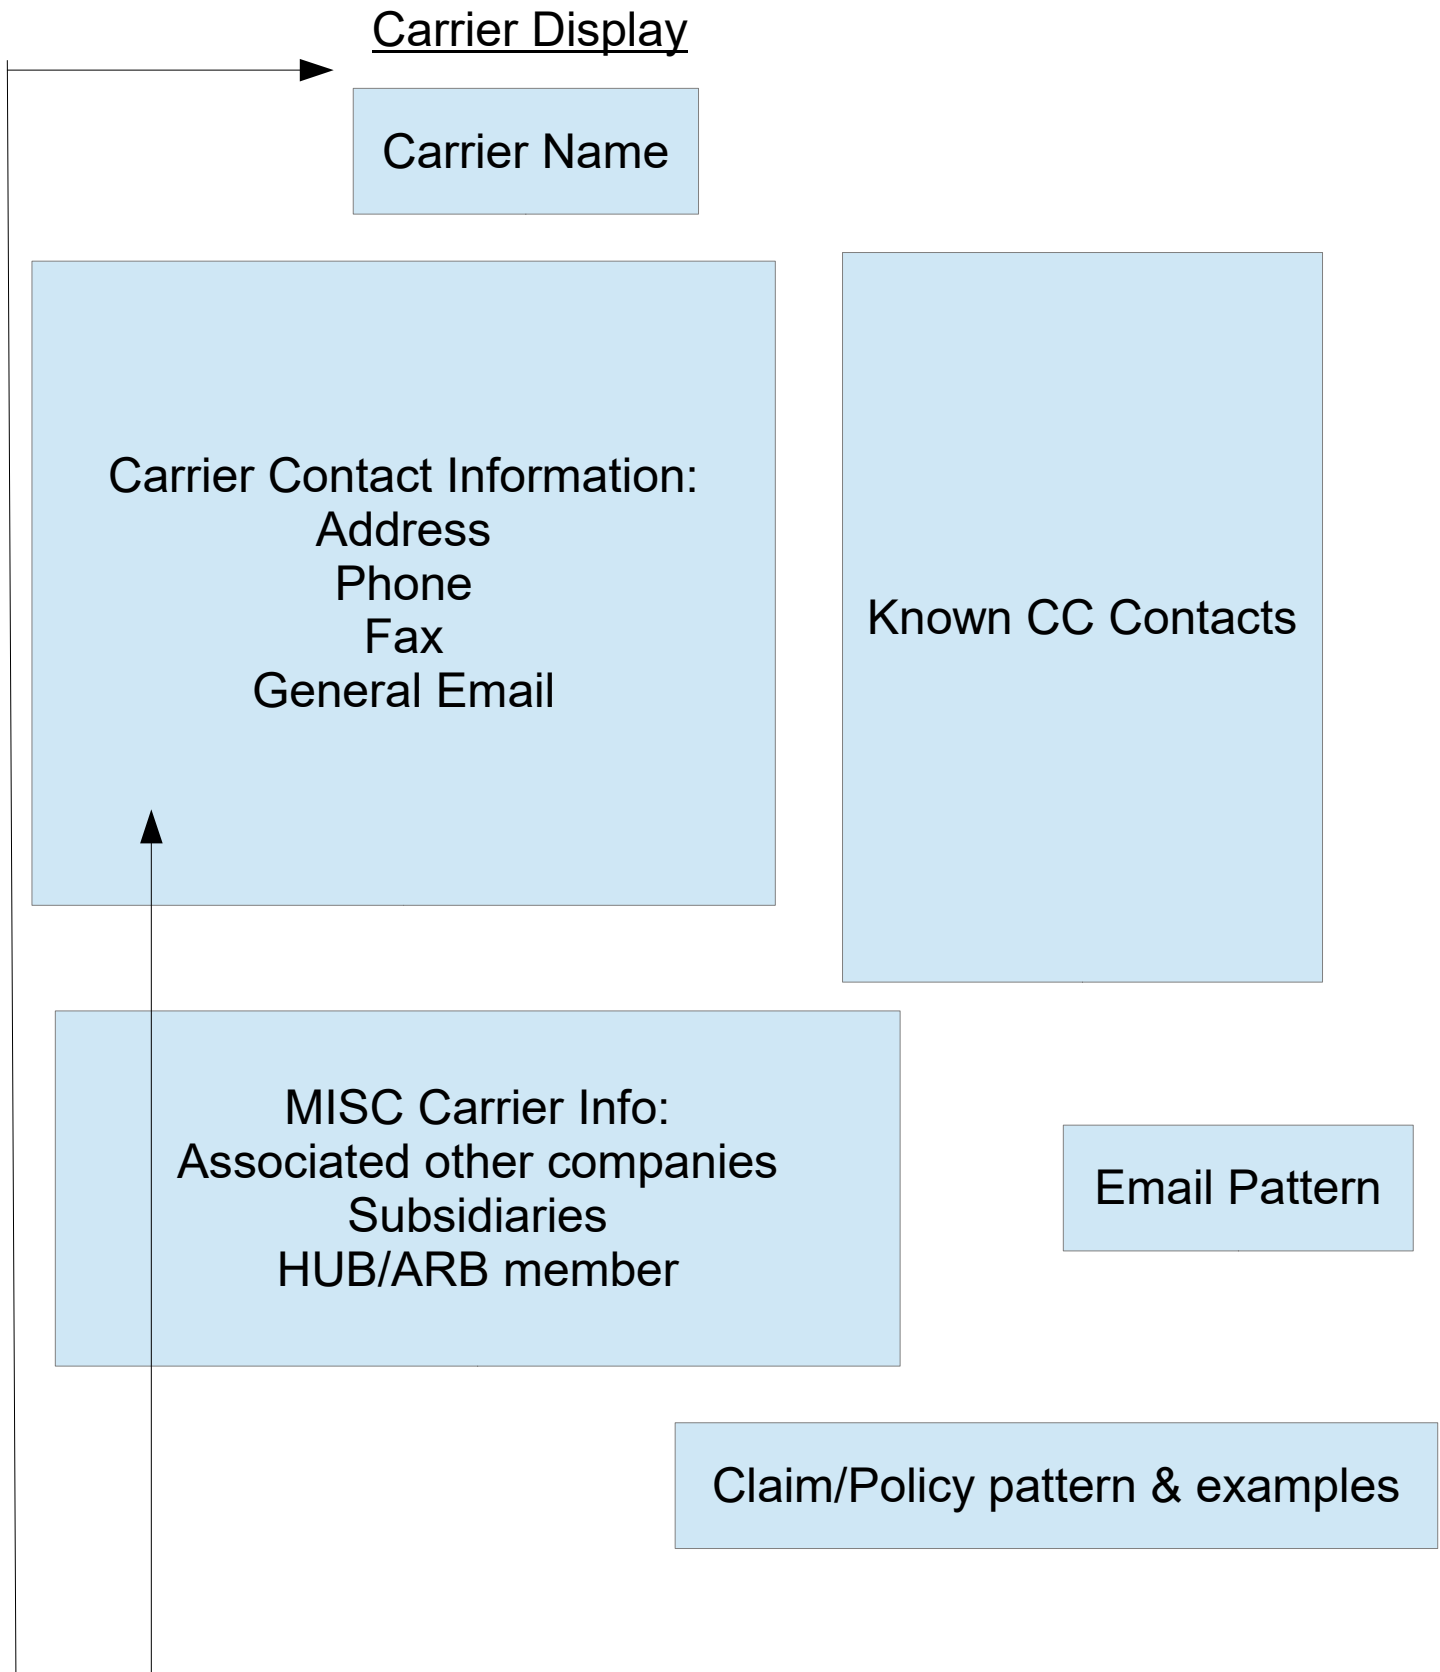 Carrier Display
Carrier Name
Carrier Contact Information:
Address
Phone
Fax
General Email
Known CC Contacts
MISC Carrier Info:
Associated other companies
Subsidiaries
HUB/ARB member
Email Pattern
Claim/Policy pattern & examples